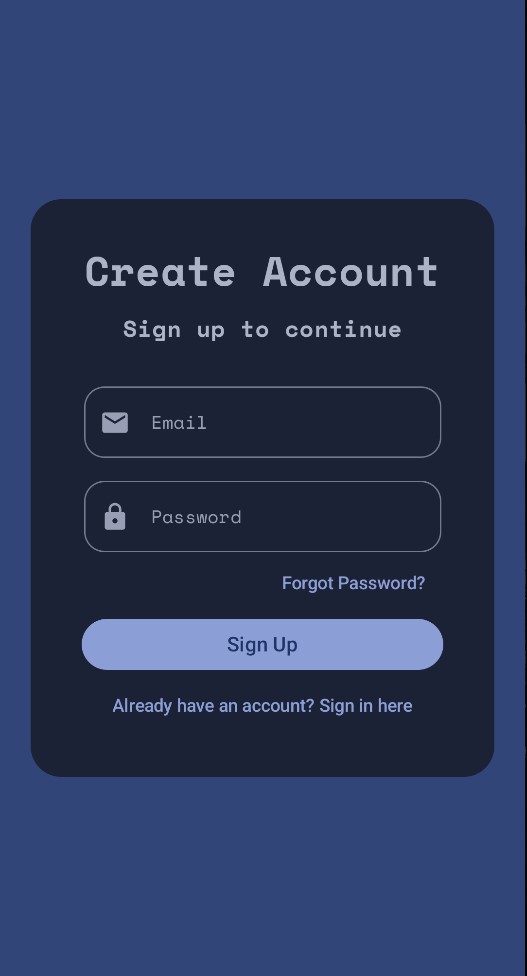 Create Account
Sign up to continue
Email
Password
Forgot Password?
Sign Up
Already have an account? Sign in here